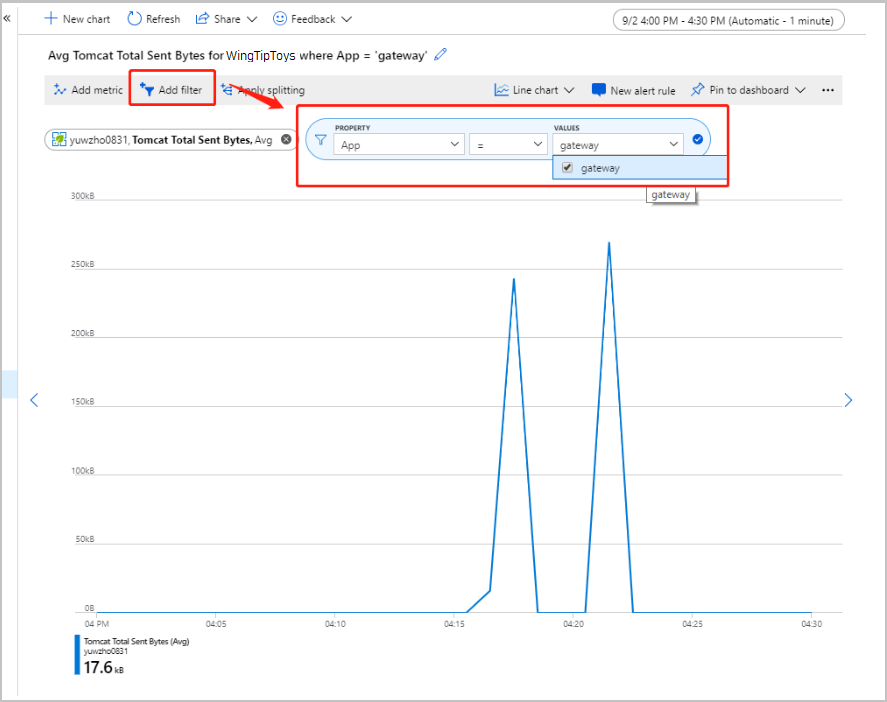 «
New chart Refresh Share Feedback
9/2 4:00 PM - 4:30 PM (Automatic - 1 minute)
Avg Tomcat Total Sent Bytes for WingTipToys where App = 'gateway'
Add metric Add filter Apply splitting Line chart New alert rule Pin to dashboard ...
yuwzho0831, Tomcat Total Sent Bytes, Avg
PROPERTY VALUES
App = gateway
gateway
gateway
300kB
250kB
200kB
150kB
100kB
50kB
0B
04 PM 04:05 04:10 04:15 04:20 04:25 04:30
Tomcat Total Sent Bytes (Avg)
yuwzho0831
17.6 kB